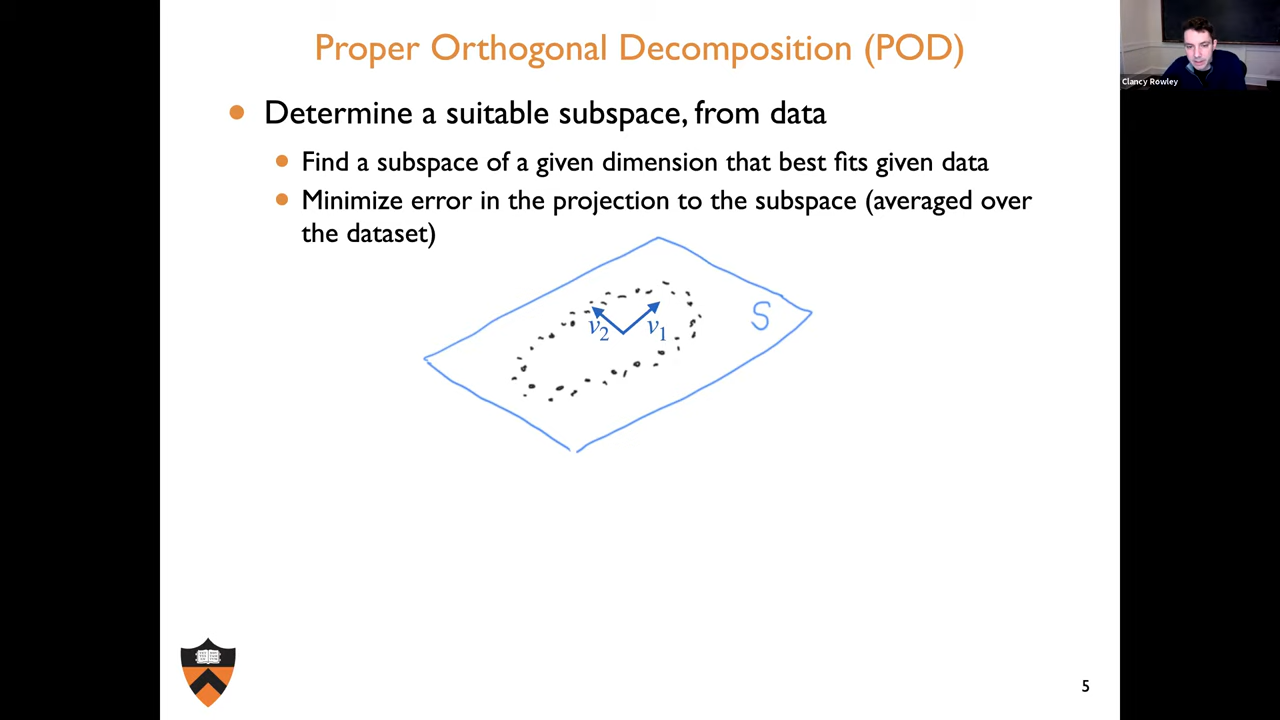 Proper Orthogonal Decomposition (POD)
Clancy Rowley
Determine a suitable subspace, from data
Find a subspace of a given dimension that best fits given data
Minimize error in the projection to the subspace (averaged over
the dataset)
S
v2 v1
5